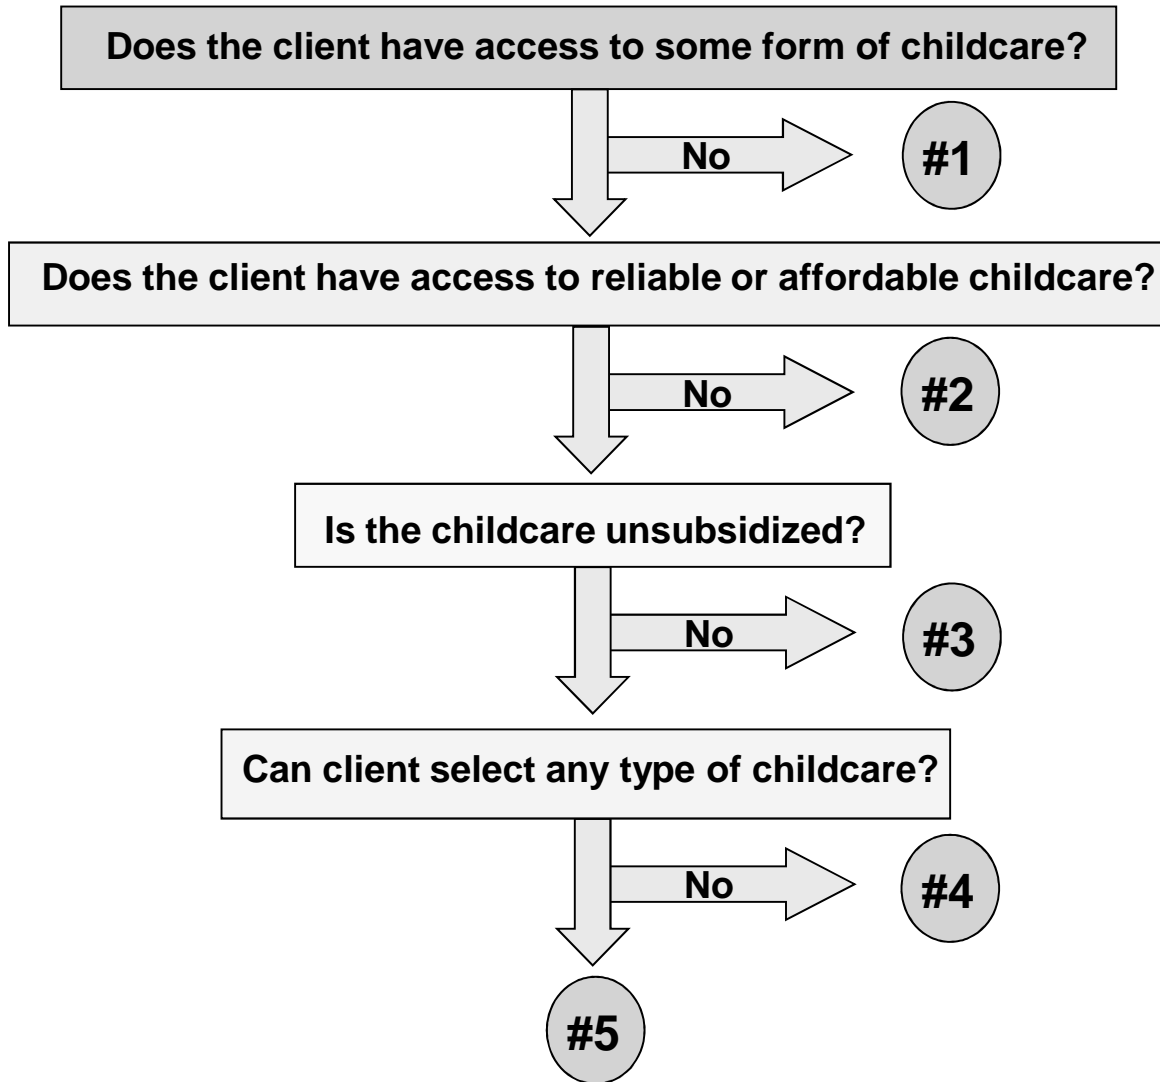 Does the client have access to some form of childcare?
No
#1
Does the client have access to reliable or affordable childcare?
No
#2
Is the childcare unsubsidized?
No
#3
Can client select any type of childcare?
No
#4
#5